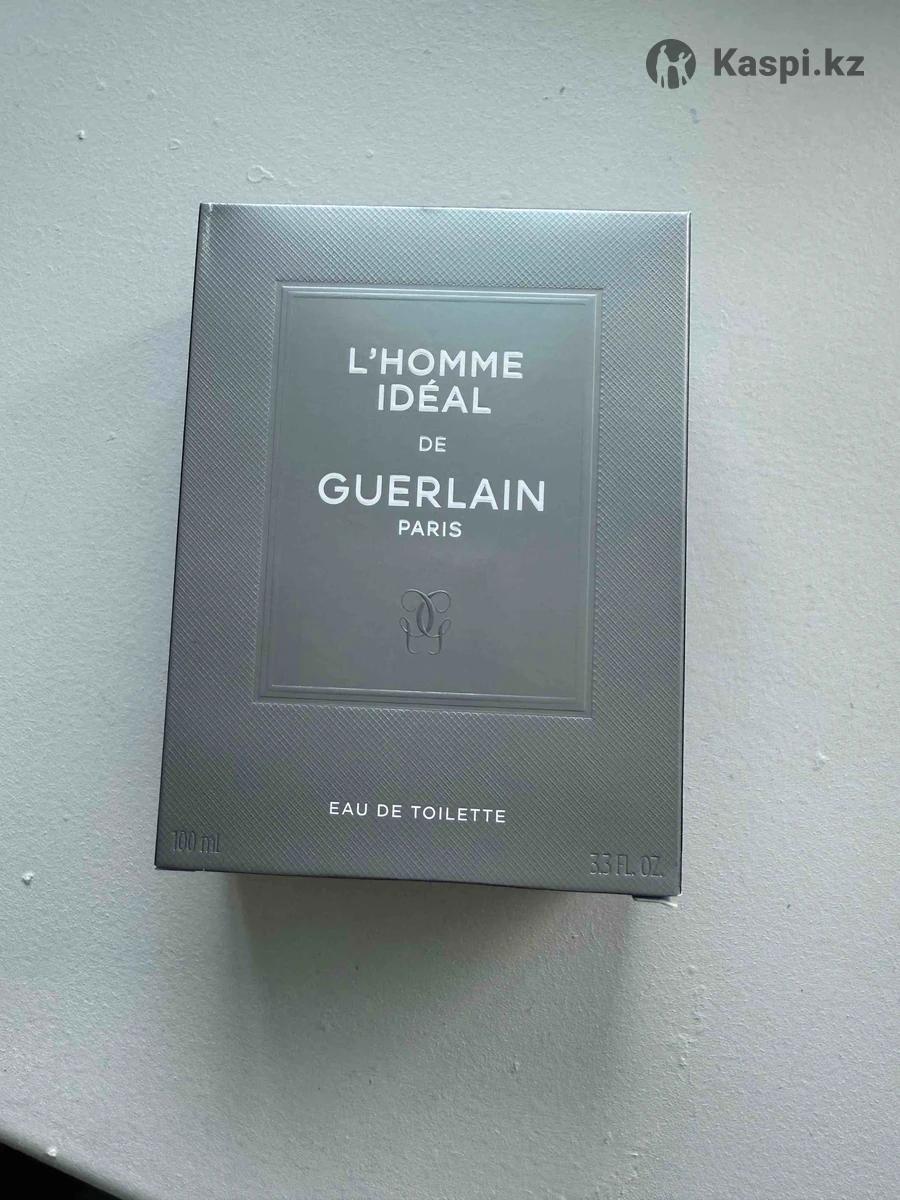 Kaspi.kz
L'HOMME
IDÉAL
DE
GUERLAIN
PARIS
EAU DE TOILETTE
100 mL
3.3 FL. OZ.